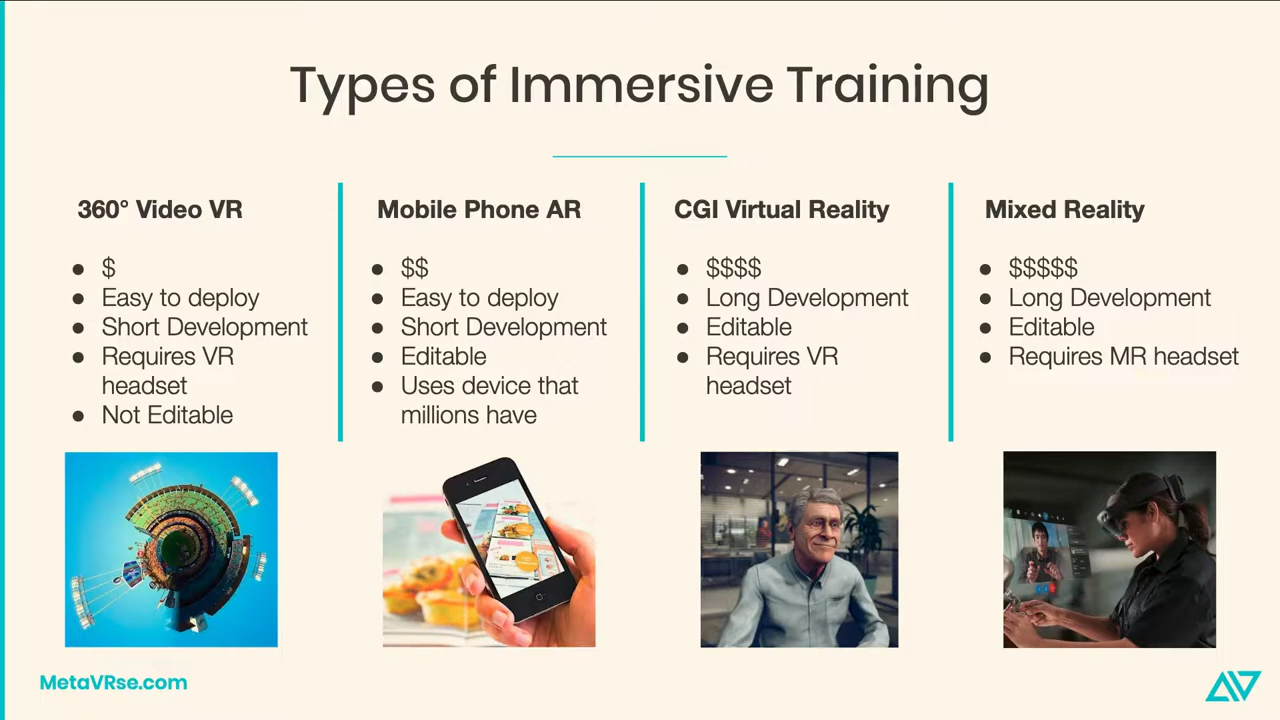 Types of Immersive Training
360° Video VR
● $
● Easy to deploy
● Short Development
● Requires VR
headset
● Not Editable
Mobile Phone AR
● $$
● Easy to deploy
● Short Development
● Editable
● Uses device that
millions have
CGI Virtual Reality
● $$$$
● Long Development
● Editable
● Requires VR
headset
Mixed Reality
● $$$$$
● Long Development
● Editable
● Requires MR headset
MetaVRse.com